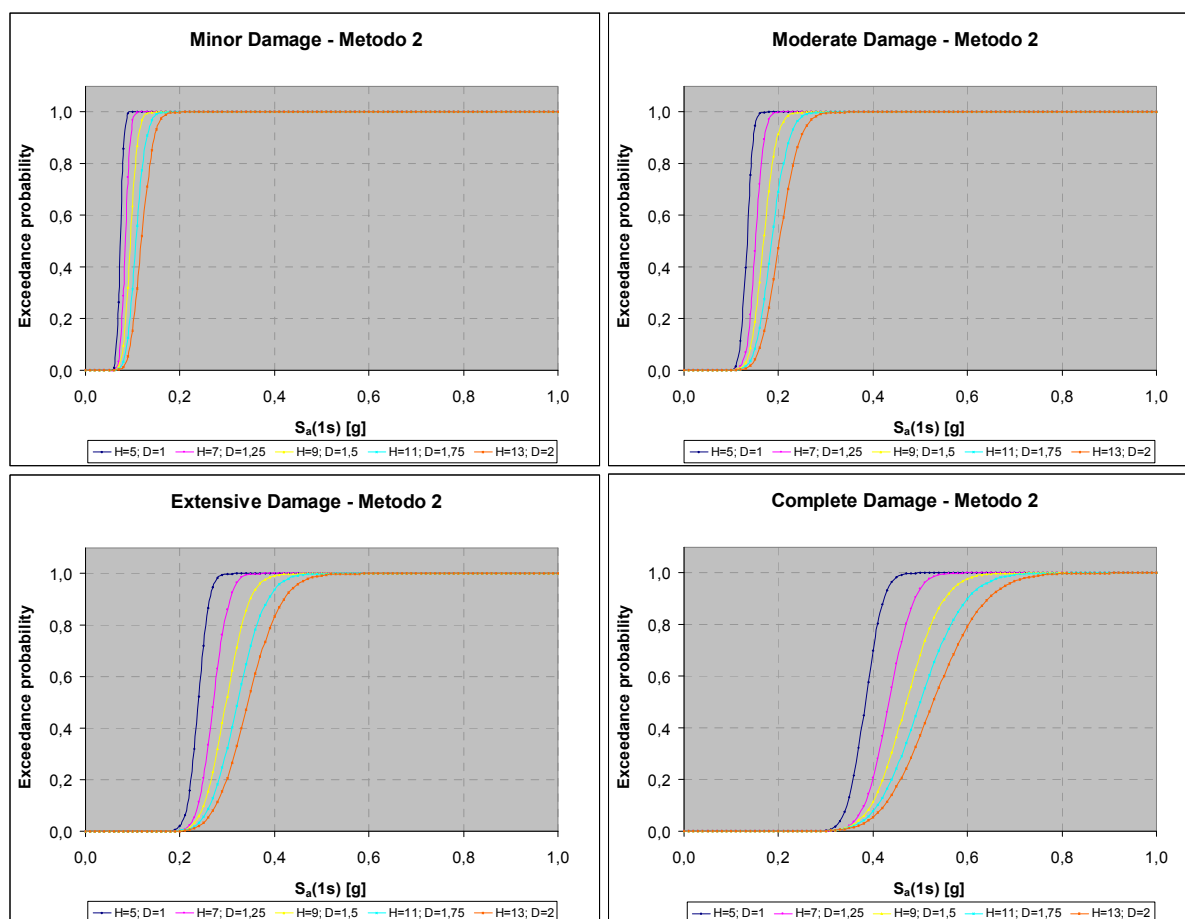 Minor Damage - Metodo 2
Exceedance probability
1,0
0,8
0,6
0,4
0,2
0,0
0,0 0,2 0,4 0,6 0,8 1,0
Sa(1s) [g]
H=5; D=1 H=7; D=1,25 H=9; D=1,5 H=11; D=1,75 H=13; D=2
Moderate Damage - Metodo 2
Exceedance probability
1,0
0,8
0,6
0,4
0,2
0,0
0,0 0,2 0,4 0,6 0,8 1,0
Sa(1s) [g]
H=5; D=1 H=7; D=1,25 H=9; D=1,5 H=11; D=1,75 H=13; D=2
Extensive Damage - Metodo 2
Exceedance probability
1,0
0,8
0,6
0,4
0,2
0,0
0,0 0,2 0,4 0,6 0,8 1,0
Sa(1s) [g]
H=5; D=1 H=7; D=1,25 H=9; D=1,5 H=11; D=1,75 H=13; D=2
Complete Damage - Metodo 2
Exceedance probability
1,0
0,8
0,6
0,4
0,2
0,0
0,0 0,2 0,4 0,6 0,8 1,0
Sa(1s) [g]
H=5; D=1 H=7; D=1,25 H=9; D=1,5 H=11; D=1,75 H=13; D=2